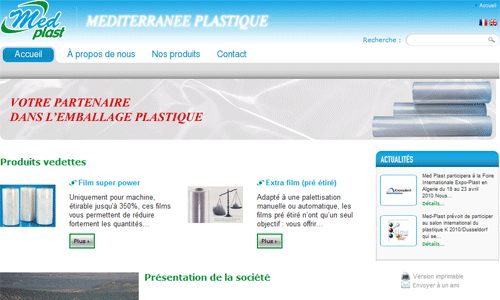 Med
plast
MEDITERRANEE PLASTIQUE
Accueil
Recherche :
Accueil
À propos de nous
Nos produits
Contact
VOTRE PARTENAIRE
DANS L'EMBALLAGE PLASTIQUE
Produits vedettes
Film super power
Uniquement pour machine,
étirable jusqu'à 350%, ces films
vous permettent de réduire
fortement les quantités...
Plus
Extra film (pré étiré)
Adapté à une palettisation
manuelle ou automatique, les
films pré étiré n'ont qu'un seul
objectif : vous offrir...
Plus
ACTUALITÉS
Med Plast participera à la Foire
Internationale Expo-Plast en
Algerie du 19 au 23 avril
2010.Nous...
Détails...
Med-Plast prévoit de participer
au salon international du
plastique K 2010/Dusseldorf
qui se...
Détails...
Présentation de la société
Version imprimable
Envoyer à un ami